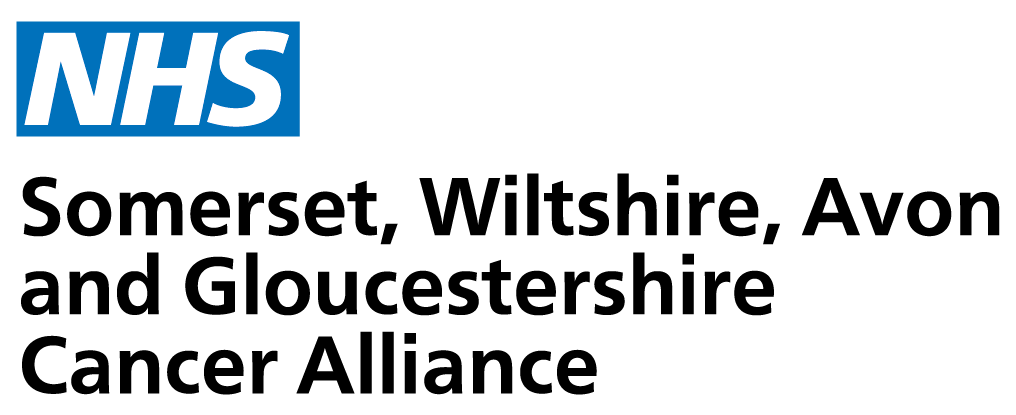 NHS
Somerset, Wiltshire, Avon
and Gloucestershire
Cancer Alliance